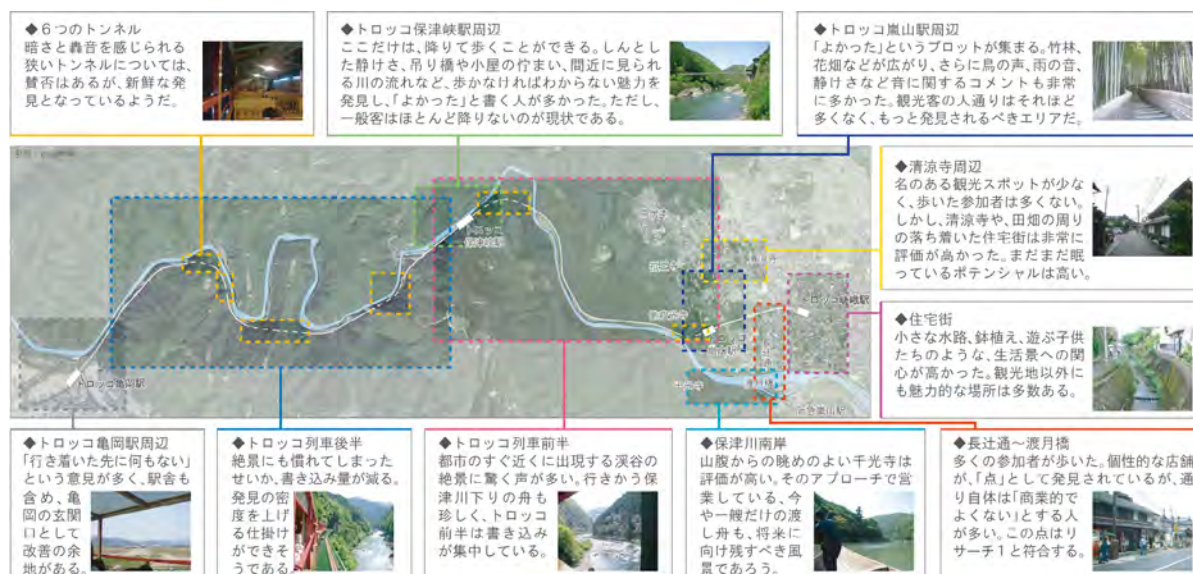 ◆6つのトンネル
暗さと轟音を感じられる
狭いトンネルについては、
賛否はあるが、新鮮な発
見となっているようだ。
◆トロッコ保津峡駅周辺
ここだけは、降りて歩くことができる。しんとし
た静けさ、吊り橋や小屋の佇まい、間近に見られ
る川の流れなど、歩かなければわからない魅力を
発見し、「よかった」と書く人が多かった。ただし、
一般客はほとんど降りないのが現状である。
◆トロッコ嵐山駅周辺
「よかった」というプロットが集まる。竹林、
花畑などが広がり、さらに鳥の声、雨の音、
静けさなど音に関するコメントも非常
に多かった。観光客の人通りはそれほど
多くなく、もっと発見されるべきエリアだ。
◆清涼寺周辺
名のある観光スポットが少な
く、歩いた参加者は多くない。
しかし、清涼寺や、田畑の周り
の落ち着いた住宅街は非常に
評価が高かった。まだまだ眠
っているポテンシャルは高い。
◆住宅街
小さな水路、鉢植え、遊ぶ子供
たちのような、生活景への関
心が高かった。観光地以外に
も魅力的な場所は多数ある。
トロッコ
保津峡駅
トロッコ嵯峨駅
トロッコ亀岡駅
◆トロッコ亀岡駅周辺
「行き着いた先に何もない」
という意見が多く、駅舎も
含め、亀
岡の玄関
口として
改善の余
地がある。
◆トロッコ列車後半
絶景にも慣れてしまった
せいか、書き込み量が減る。
発見の密
度を上げ
る仕掛け
ができそ
うである
◆トロッコ列車前半
都市のすぐ近くに出現する渓谷の
絶景に驚く声が多い。行きかう保
津川下りの舟も
珍しく、トロッコ
前半は書き込み
が集中している。
◆保津川南岸
山腹からの眺めのよい千光寺は
評価が高い。そのアプローチで営
業している、今
や一艘だけの渡
し舟も、将来に
向け残すべき風
景であろう。
◆長辻通〜渡月橋
多くの参加者が歩いた。個性的な店舗
が、「点」として発見されているが、通
り自体は「商業的で
よくない」とする人
が多い。この点はリ
サーチ1と符合する。